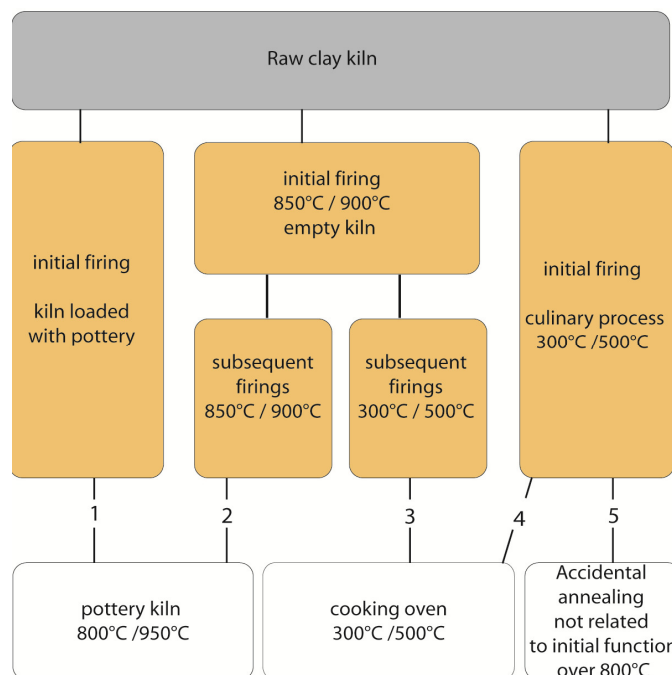 Raw clay kiln
initial firing
kiln loaded
with pottery
initial firing
850°C / 900°C
empty kiln
subsequent
firings
850°C / 900°C
subsequent
firings
300°C / 500°C
initial firing
culinary process
300°C /500°C
1
2
3
4
5
pottery kiln
800°C /950°C
cooking oven
300°C /500°C
Accidental
annealing
not related
to initial function
over 800°C